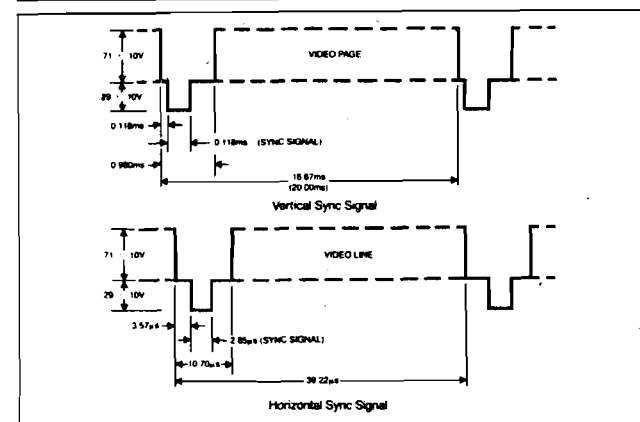 VIDEO PAGE
71 · 10V
29 · 10V
0 118ms
0 118ms (SYNC SIGNAL)
0 980ms
16 67ms
(20 00ms)
Vertical Sync Signal
VIDEO LINE
71 · 10V
29 · 10V
3 57µs
2 85µs (SYNC SIGNAL)
10 70µs
39 22µs
Horizontal Sync Signal